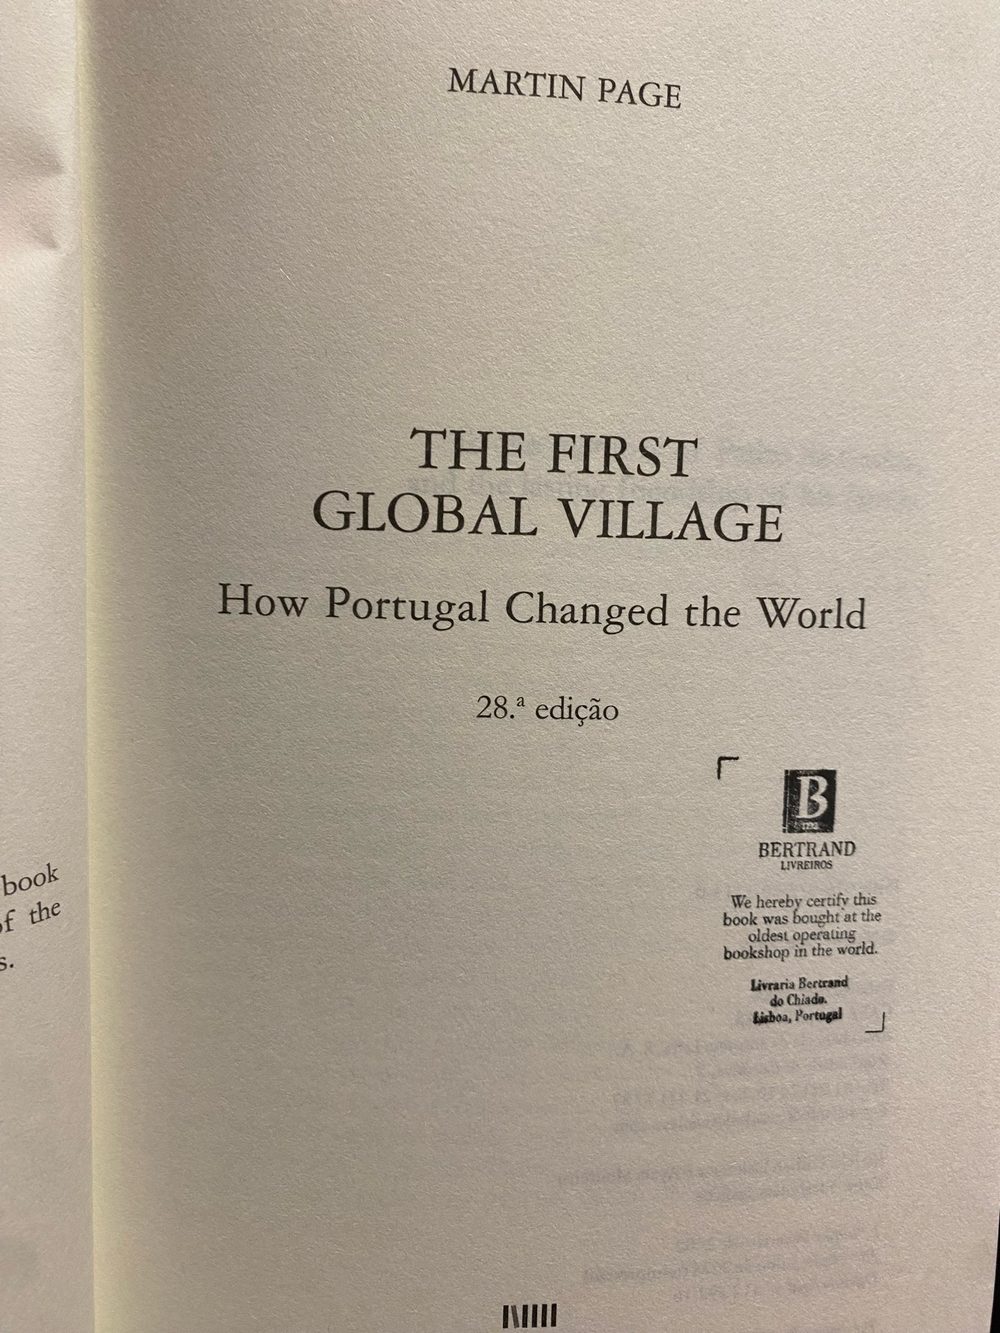 MARTIN PAGE
THE FIRST
GLOBAL VILLAGE
How Portugal Changed the World
28.ª edição
B
1732
BERTRAND
LIVREIROS
We hereby certify this
book was bought at the
oldest operating
bookshop in the world.
Livraria Bertrand
do Chiado.
Lisboa, Portugal
book
of the
s.